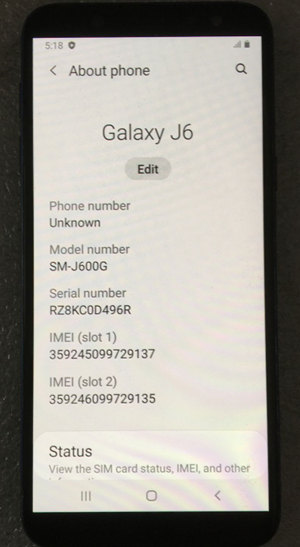 5:18
About phone
Galaxy J6
Edit
Phone number
Unknown
Model number
SM-J600G
Serial number
RZ8KC0D496R
IMEI (slot 1)
359245099729137
IMEI (slot 2)
359246099729135
Status
View the SIM card status, IMEI, and other